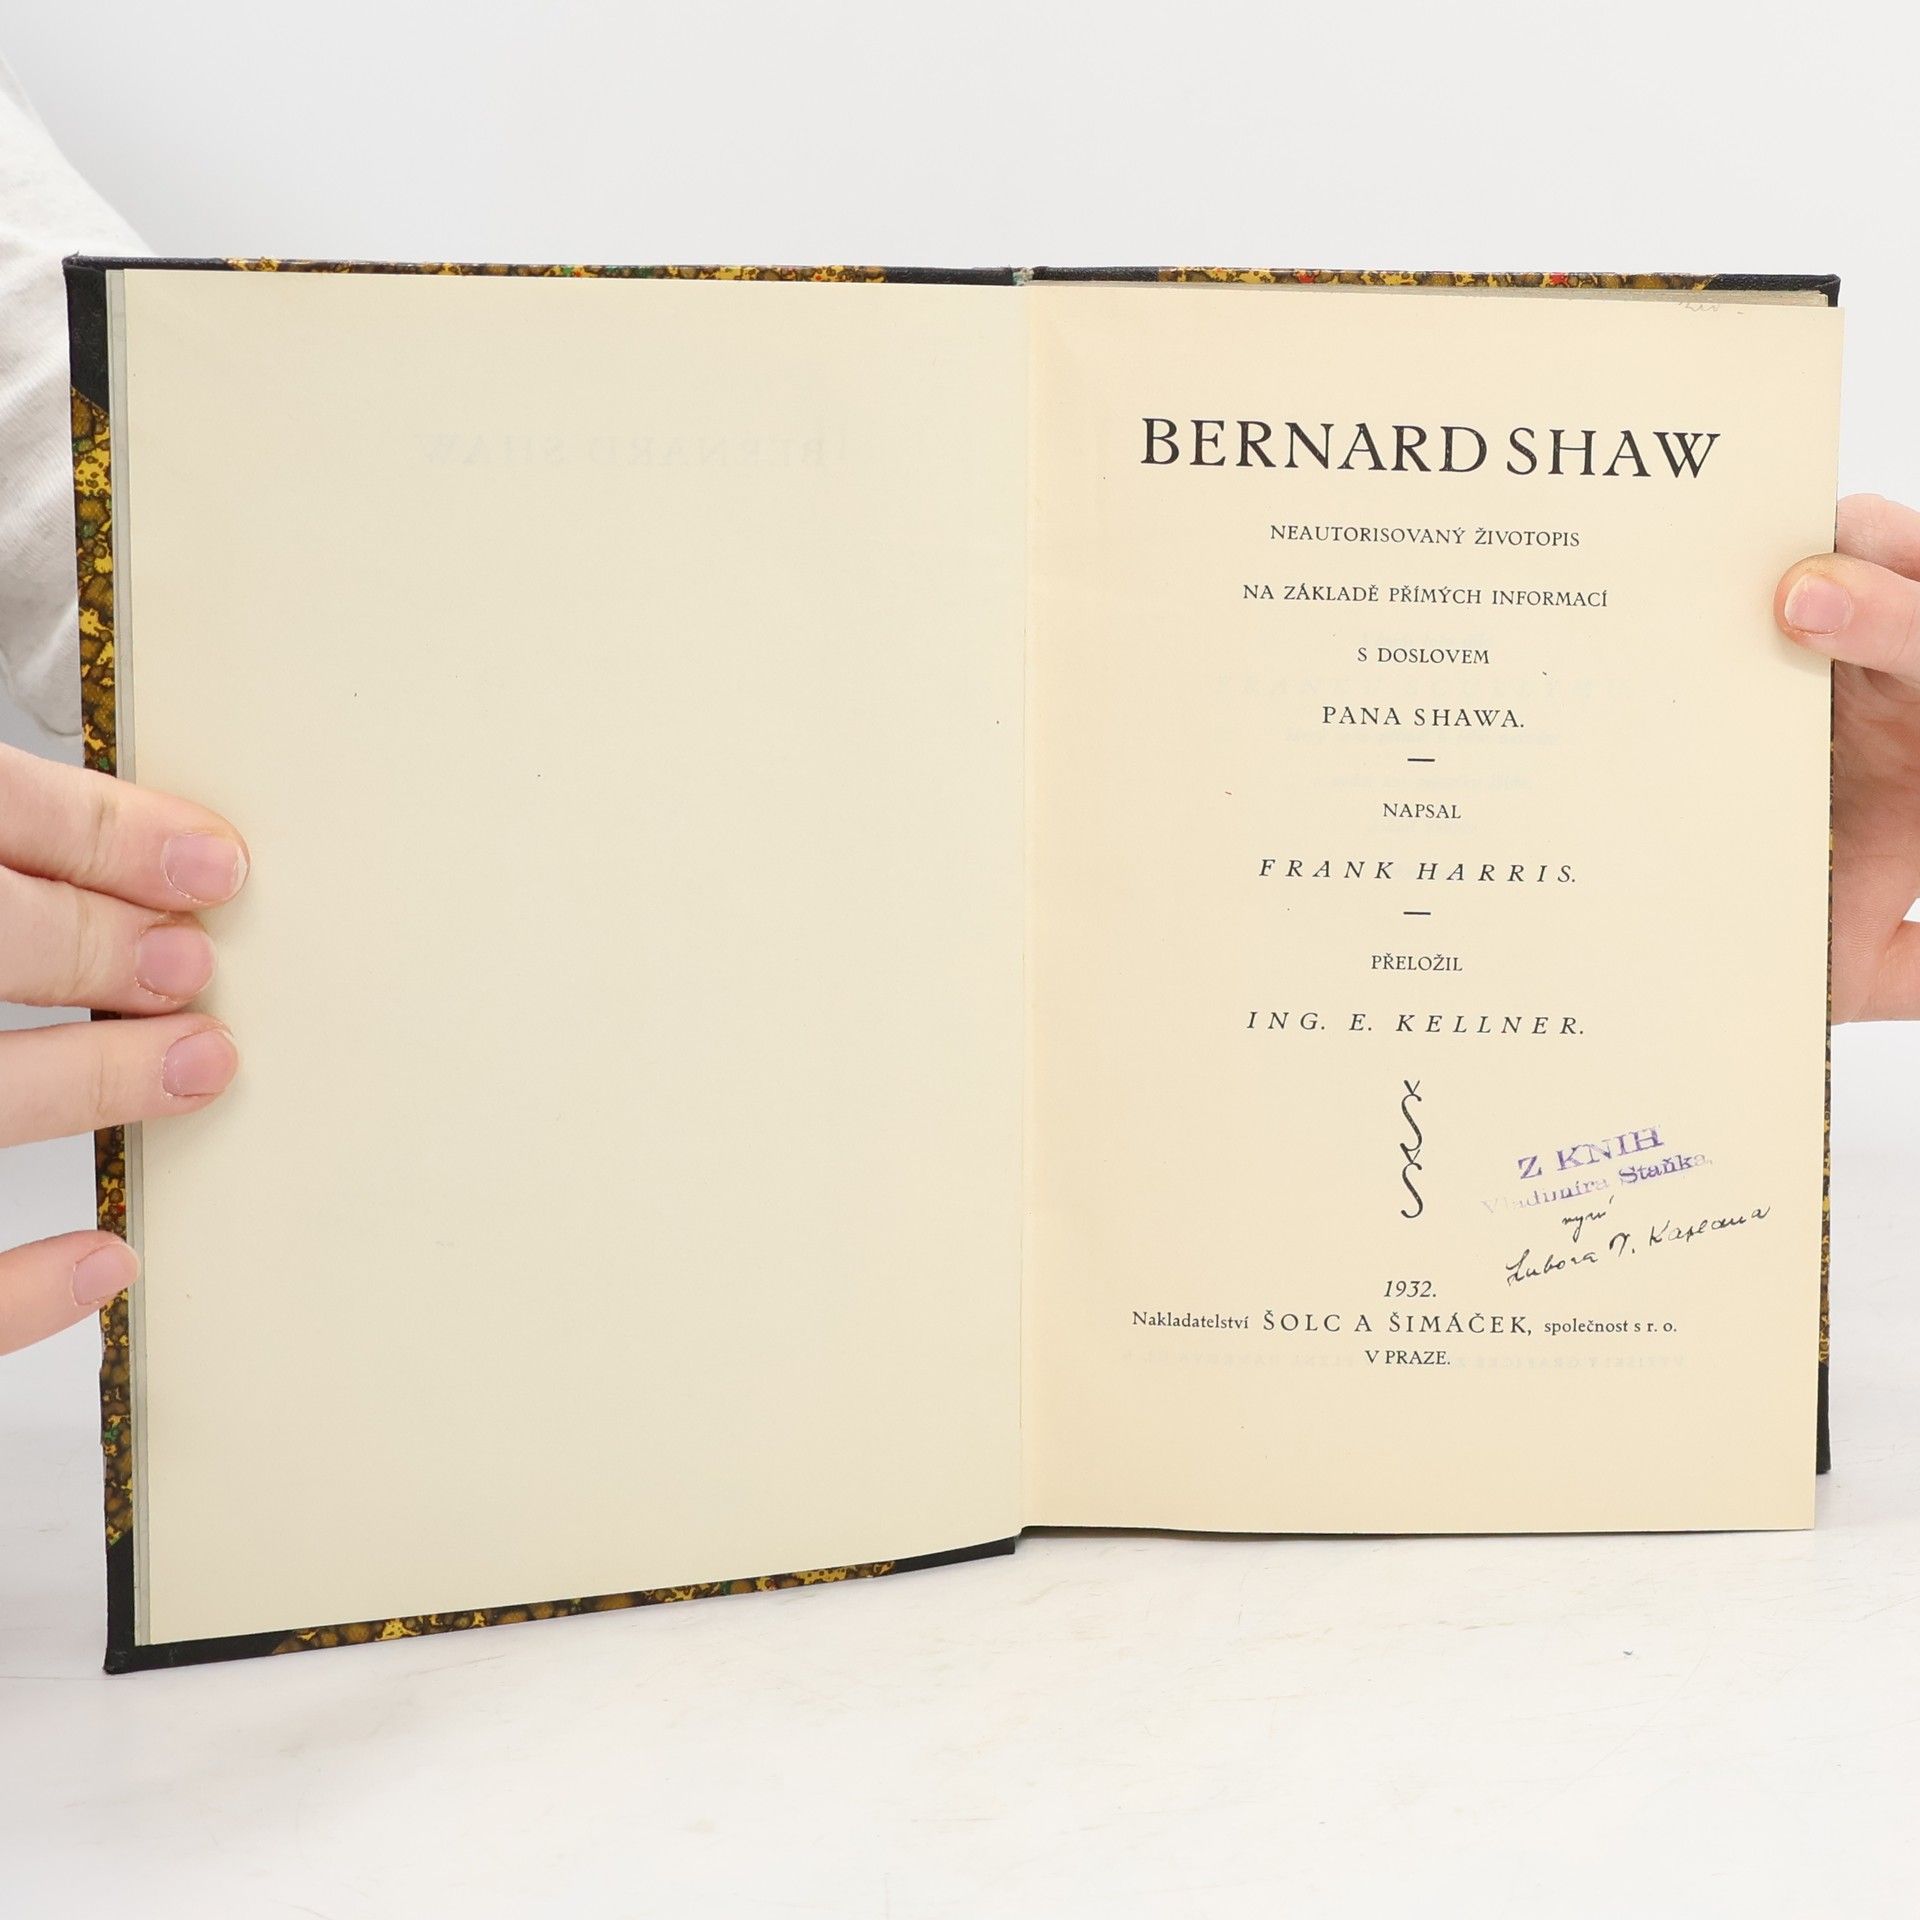 BERNARD SHAW
NEAUTORISOVANÝ ŽIVOTOPIS
NA ZÁKLADĚ PŘÍMÝCH INFORMACÍ
S DOSLOVEM
PANA SHAWA.
NAPSAL
FRANK HARRIS.
PŘELOŽIL
ING. E. KELLNER.
Š
Š
Z KNIH
Vladimíra Staňka,
nyní
Lubora T. Kaplana
1932.
Nakladatelství ŠOLC A ŠIMÁČEK, společnost s r. o.
V PRAZE.